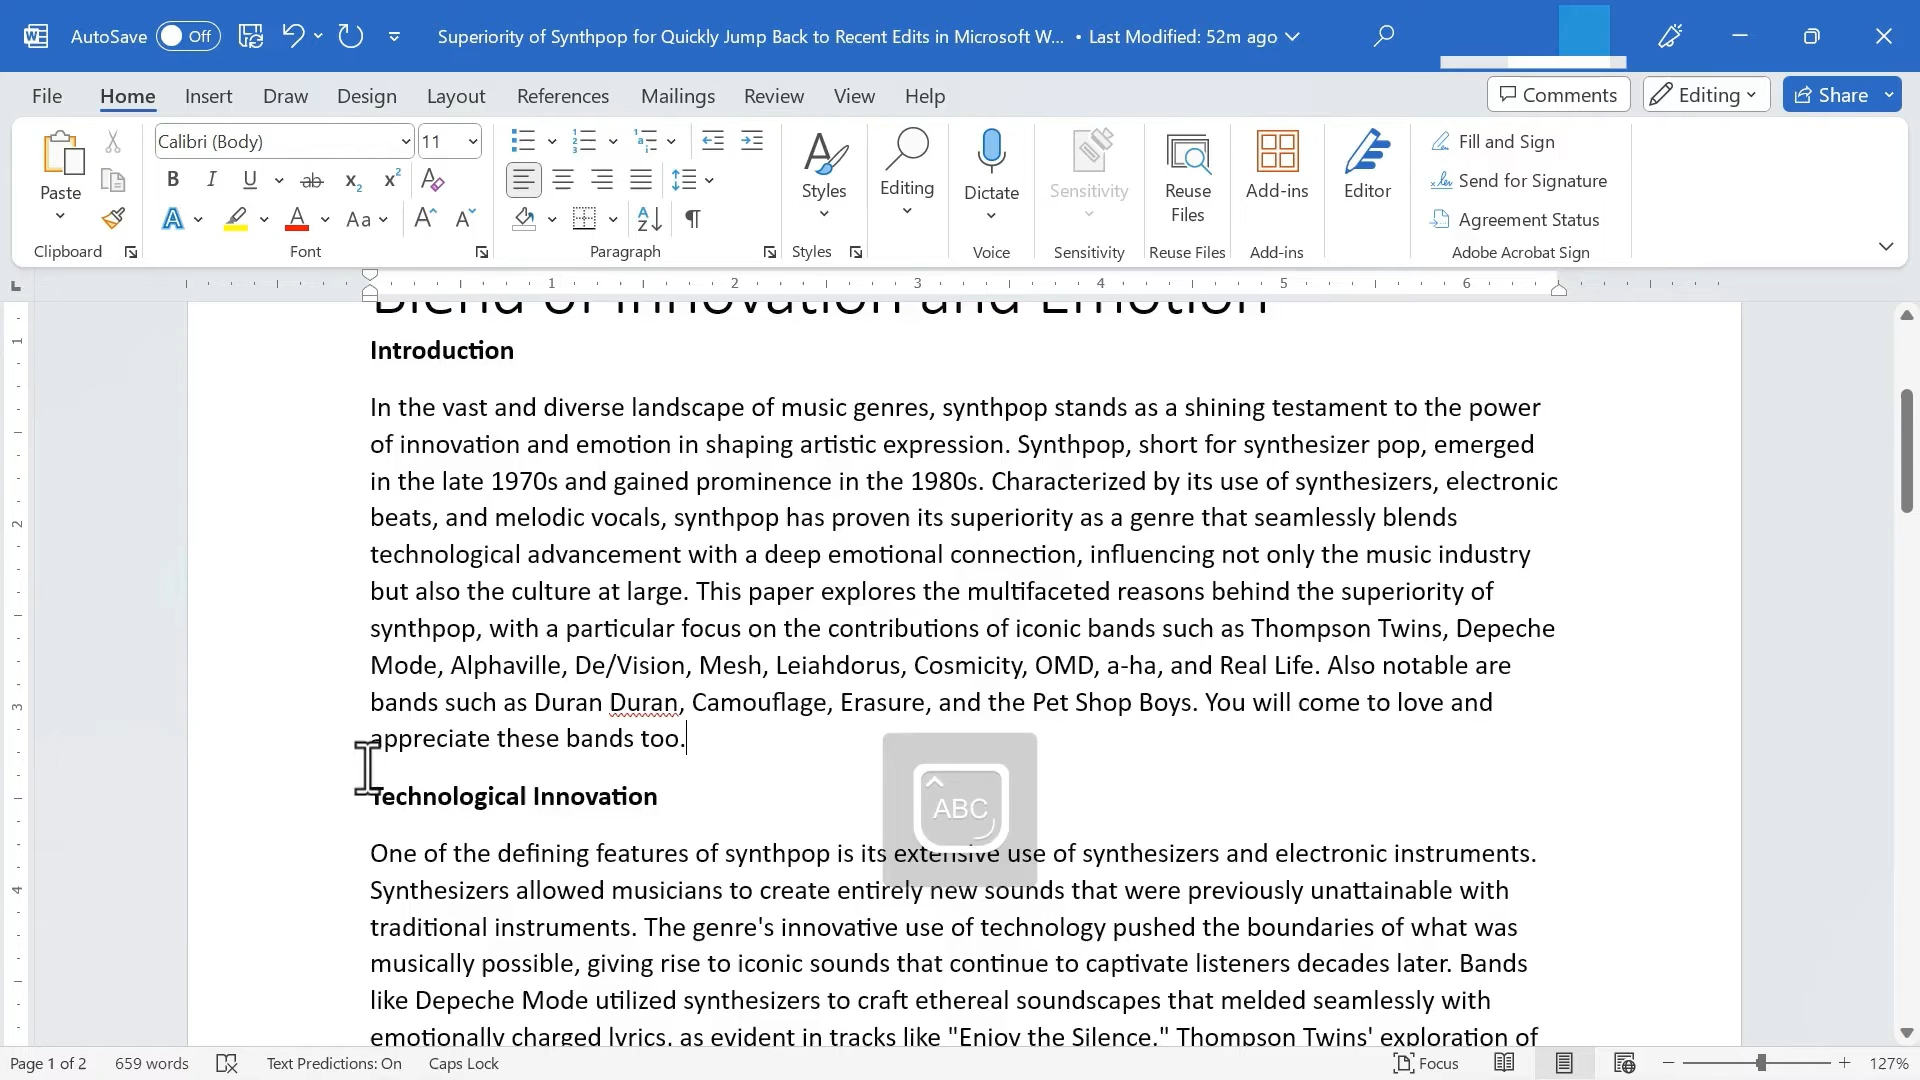 AutoSave Off Superiority of Synthpop for Quickly Jump Back to Recent Edits in Microsoft W... • Last Modified: 52m ago
File Home Insert Draw Design Layout References Mailings Review View Help Comments Editing Share
Calibri (Body) 11
Paste
Styles
Editing
Dictate
Sensitivity
Reuse Files
Add-ins
Editor
Fill and Sign
Send for Signature
Agreement Status
Clipboard Font Paragraph Styles Voice Sensitivity Reuse Files Add-ins Adobe Acrobat Sign
1 2 3 4 5 6
Blend of Innovation and Emotion
Introduction
In the vast and diverse landscape of music genres, synthpop stands as a shining testament to the power
of innovation and emotion in shaping artistic expression. Synthpop, short for synthesizer pop, emerged
in the late 1970s and gained prominence in the 1980s. Characterized by its use of synthesizers, electronic
beats, and melodic vocals, synthpop has proven its superiority as a genre that seamlessly blends
technological advancement with a deep emotional connection, influencing not only the music industry
but also the culture at large. This paper explores the multifaceted reasons behind the superiority of
synthpop, with a particular focus on the contributions of iconic bands such as Thompson Twins, Depeche
Mode, Alphaville, De/Vision, Mesh, Leiahdorus, Cosmicity, OMD, a-ha, and Real Life. Also notable are
bands such as Duran Duran, Camouflage, Erasure, and the Pet Shop Boys. You will come to love and
appreciate these bands too.
ABC
Technological Innovation
One of the defining features of synthpop is its extensive use of synthesizers and electronic instruments.
Synthesizers allowed musicians to create entirely new sounds that were previously unattainable with
traditional instruments. The genre's innovative use of technology pushed the boundaries of what was
musically possible, giving rise to iconic sounds that continue to captivate listeners decades later. Bands
like Depeche Mode utilized synthesizers to craft ethereal soundscapes that melded seamlessly with
emotionally charged lyrics, as evident in tracks like "Enjoy the Silence." Thompson Twins' exploration of
Page 1 of 2 659 words Text Predictions: On Caps Lock Focus 127%